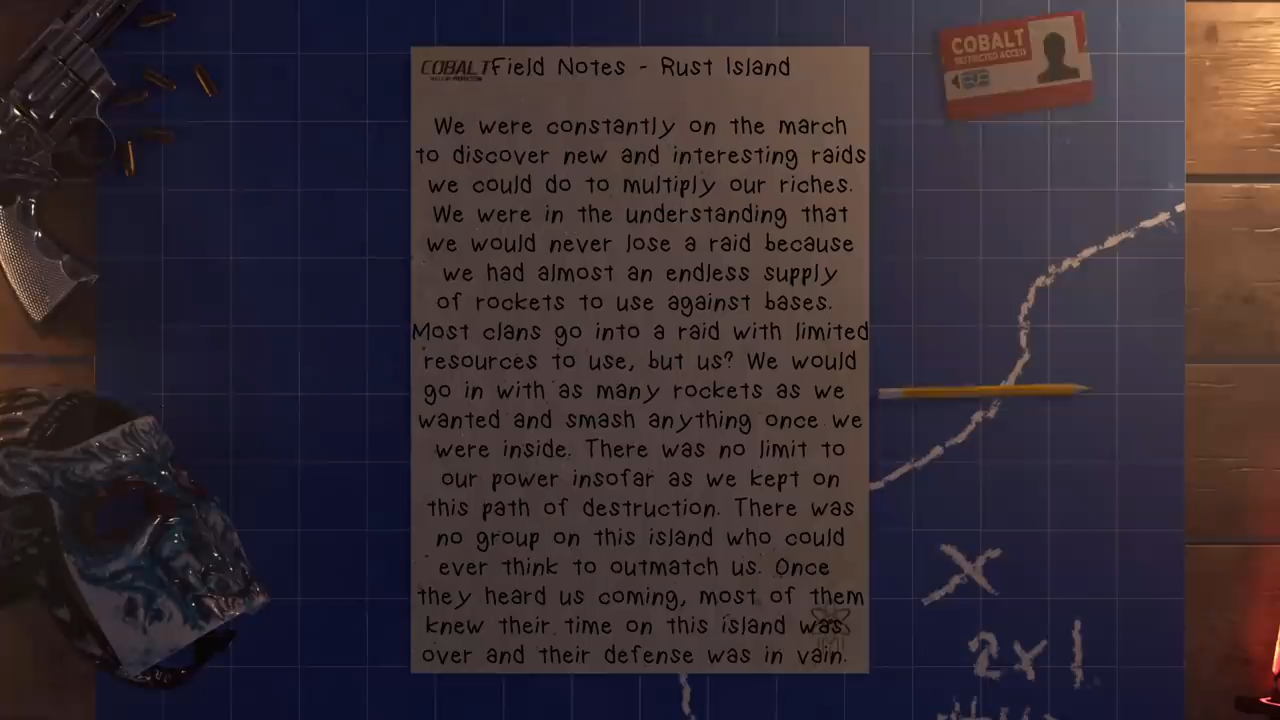 COBALT
Field Notes - Rust Island
We were constantly on the march
to discover new and interesting raids
we could do to multiply our riches.
We were in the understanding that
we would never lose a raid because
we had almost an endless supply
of rockets to use against bases.
Most clans go into a raid with limited
resources to use, but us? We would
go in with as many rockets as we
wanted and smash anything once we
were inside. There was no limit to
our power insofar as we kept on
this path of destruction. There was
no group on this island who could
ever think to outmatch us. Once
they heard us coming, most of them
knew their time on this island was
over and their defense was in vain.
COBALT
RESTRICTED ACCESS
X
2x1